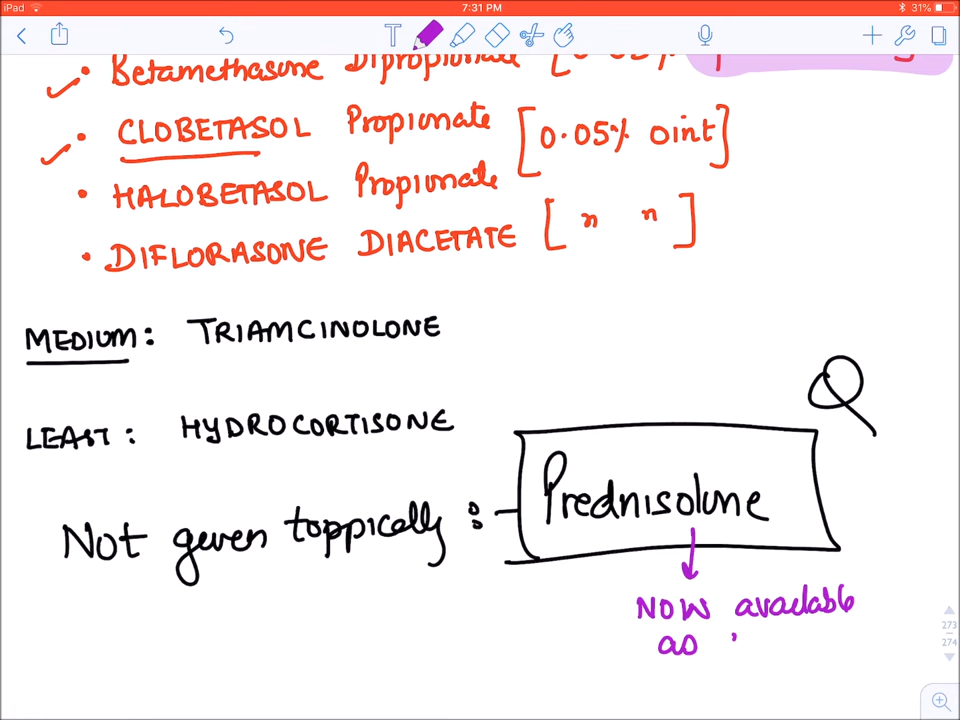 iPad 7:31 PM 31%
T
• Betamethasone Dipropionate
• CLOBETASOL Propionate [0.05% oint]
• HALOBETASOL Propionate
• DIFLORASONE DIACETATE [ " " ]
MEDIUM: TRIAMCINOLONE
Q
LEAST: HYDROCORTISONE
Not given toppically :- Prednisolone
NOW available
as
273
274